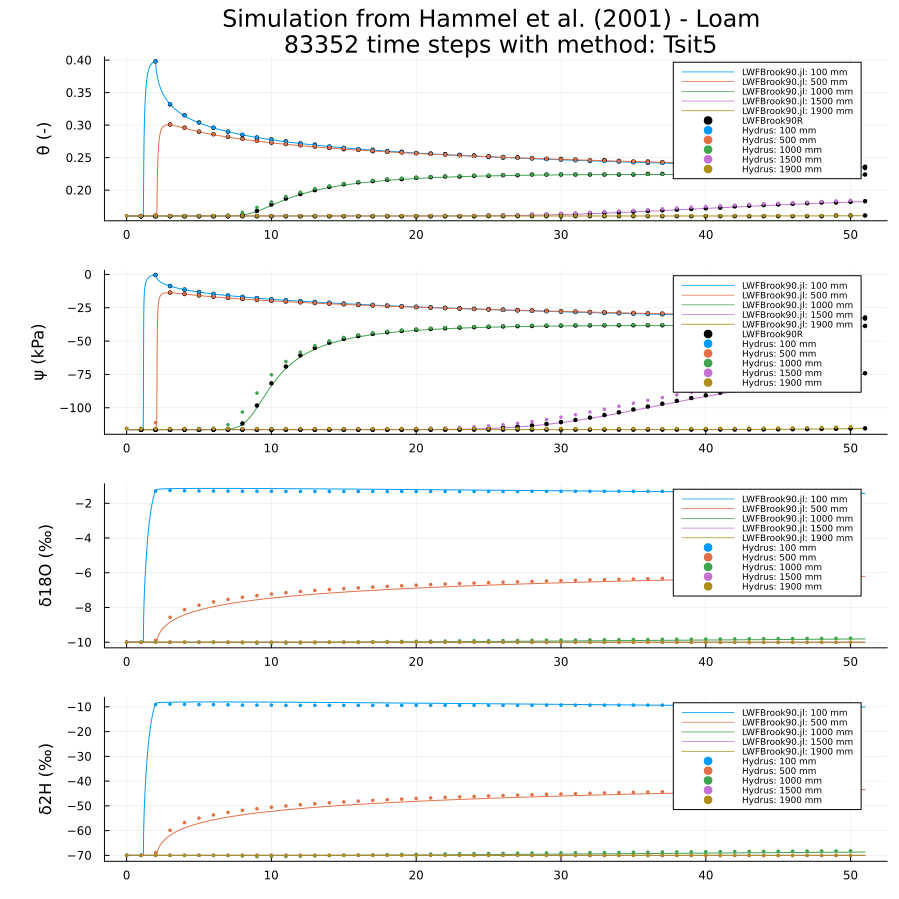 Simulation from Hammel et al. (2001) - Loam
83352 time steps with method: Tsit5
θ (-)
0.40
0.35
0.30
0.25
0.20
LWFBrook90.jl: 100 mm
LWFBrook90.jl: 500 mm
LWFBrook90.jl: 1000 mm
LWFBrook90.jl: 1500 mm
LWFBrook90.jl: 1900 mm
LWFBrook90R
Hydrus: 100 mm
Hydrus: 500 mm
Hydrus: 1000 mm
Hydrus: 1500 mm
Hydrus: 1900 mm
0 10 20 30 40 50
ψ (kPa)
0
−25
−50
−75
−100
LWFBrook90.jl: 100 mm
LWFBrook90.jl: 500 mm
LWFBrook90.jl: 1000 mm
LWFBrook90.jl: 1500 mm
LWFBrook90.jl: 1900 mm
LWFBrook90R
Hydrus: 100 mm
Hydrus: 500 mm
Hydrus: 1000 mm
Hydrus: 1500 mm
Hydrus: 1900 mm
0 10 20 30 40 50
δ18O (‰)
−2
−4
−6
−8
−10
LWFBrook90.jl: 100 mm
LWFBrook90.jl: 500 mm
LWFBrook90.jl: 1000 mm
LWFBrook90.jl: 1500 mm
LWFBrook90.jl: 1900 mm
Hydrus: 100 mm
Hydrus: 500 mm
Hydrus: 1000 mm
Hydrus: 1500 mm
Hydrus: 1900 mm
0 10 20 30 40 50
δ2H (‰)
−10
−20
−30
−40
−50
−60
−70
LWFBrook90.jl: 100 mm
LWFBrook90.jl: 500 mm
LWFBrook90.jl: 1000 mm
LWFBrook90.jl: 1500 mm
LWFBrook90.jl: 1900 mm
Hydrus: 100 mm
Hydrus: 500 mm
Hydrus: 1000 mm
Hydrus: 1500 mm
Hydrus: 1900 mm
0 10 20 30 40 50